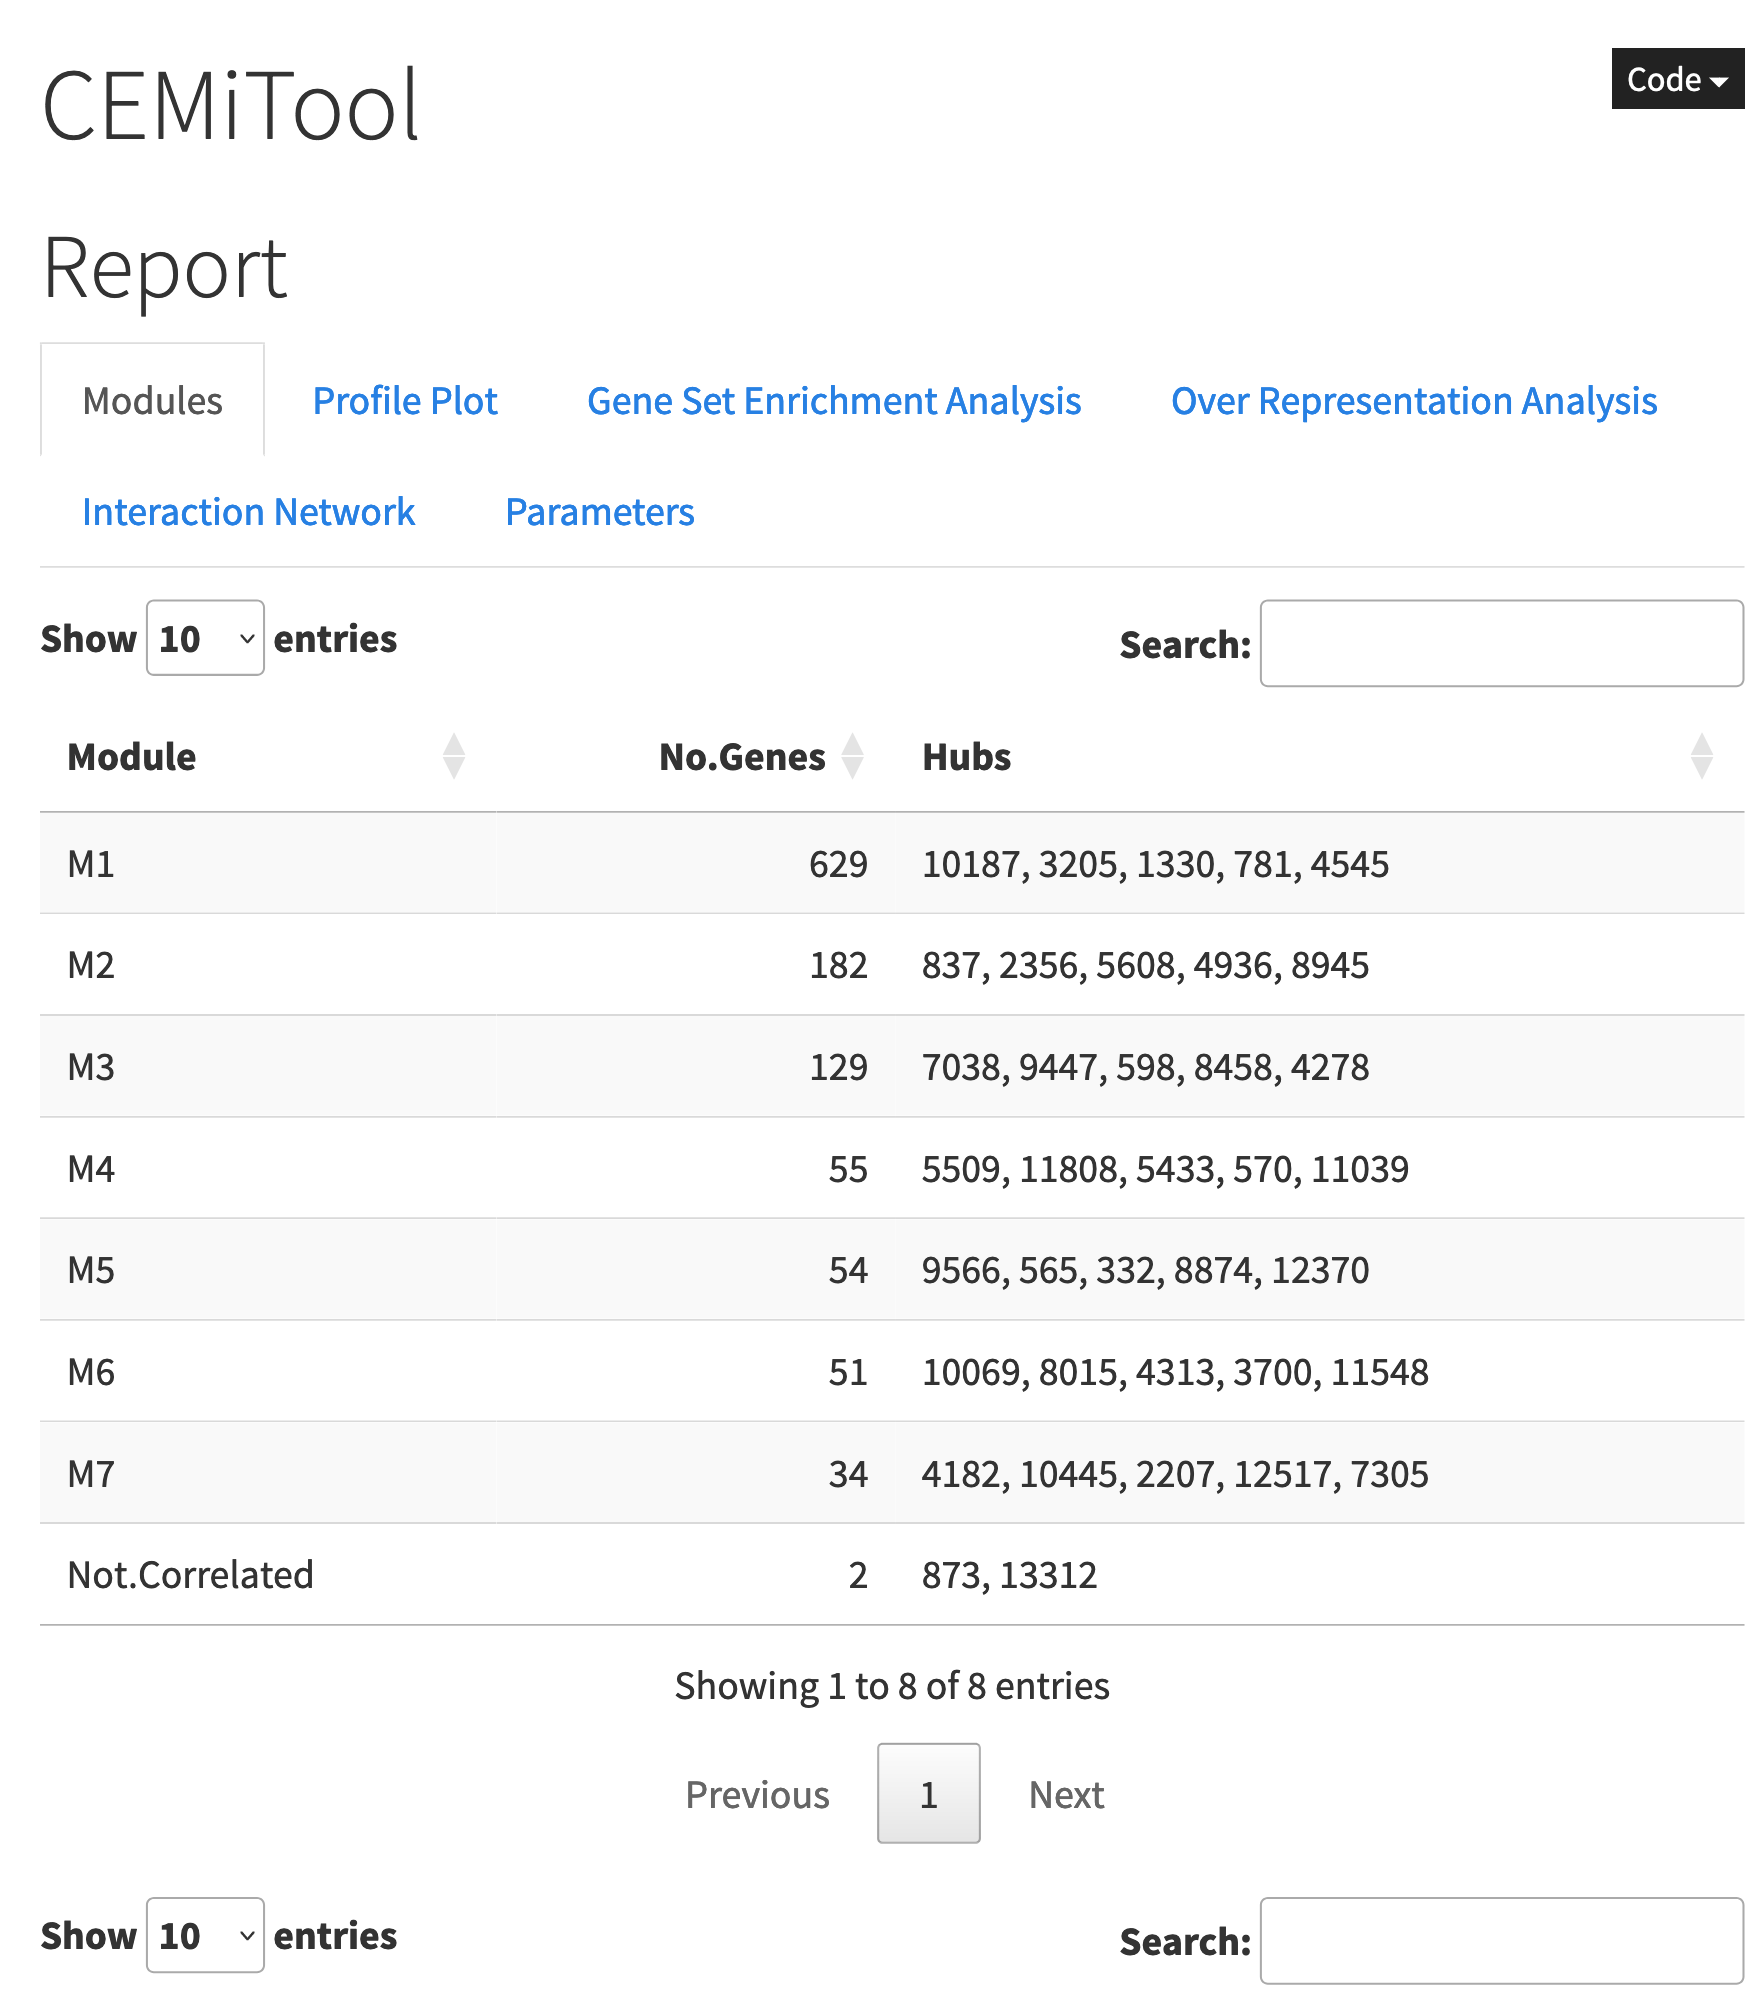 CEMiTool
Code
Report
Modules Profile Plot Gene Set Enrichment Analysis Over Representation Analysis
Interaction Network Parameters
Show 10 entries Search:
Module No.Genes Hubs
M1 629 10187, 3205, 1330, 781, 4545
M2 182 837, 2356, 5608, 4936, 8945
M3 129 7038, 9447, 598, 8458, 4278
M4 55 5509, 11808, 5433, 570, 11039
M5 54 9566, 565, 332, 8874, 12370
M6 51 10069, 8015, 4313, 3700, 11548
M7 34 4182, 10445, 2207, 12517, 7305
Not.Correlated 2 873, 13312
Showing 1 to 8 of 8 entries
Previous 1 Next
Show 10 entries Search: